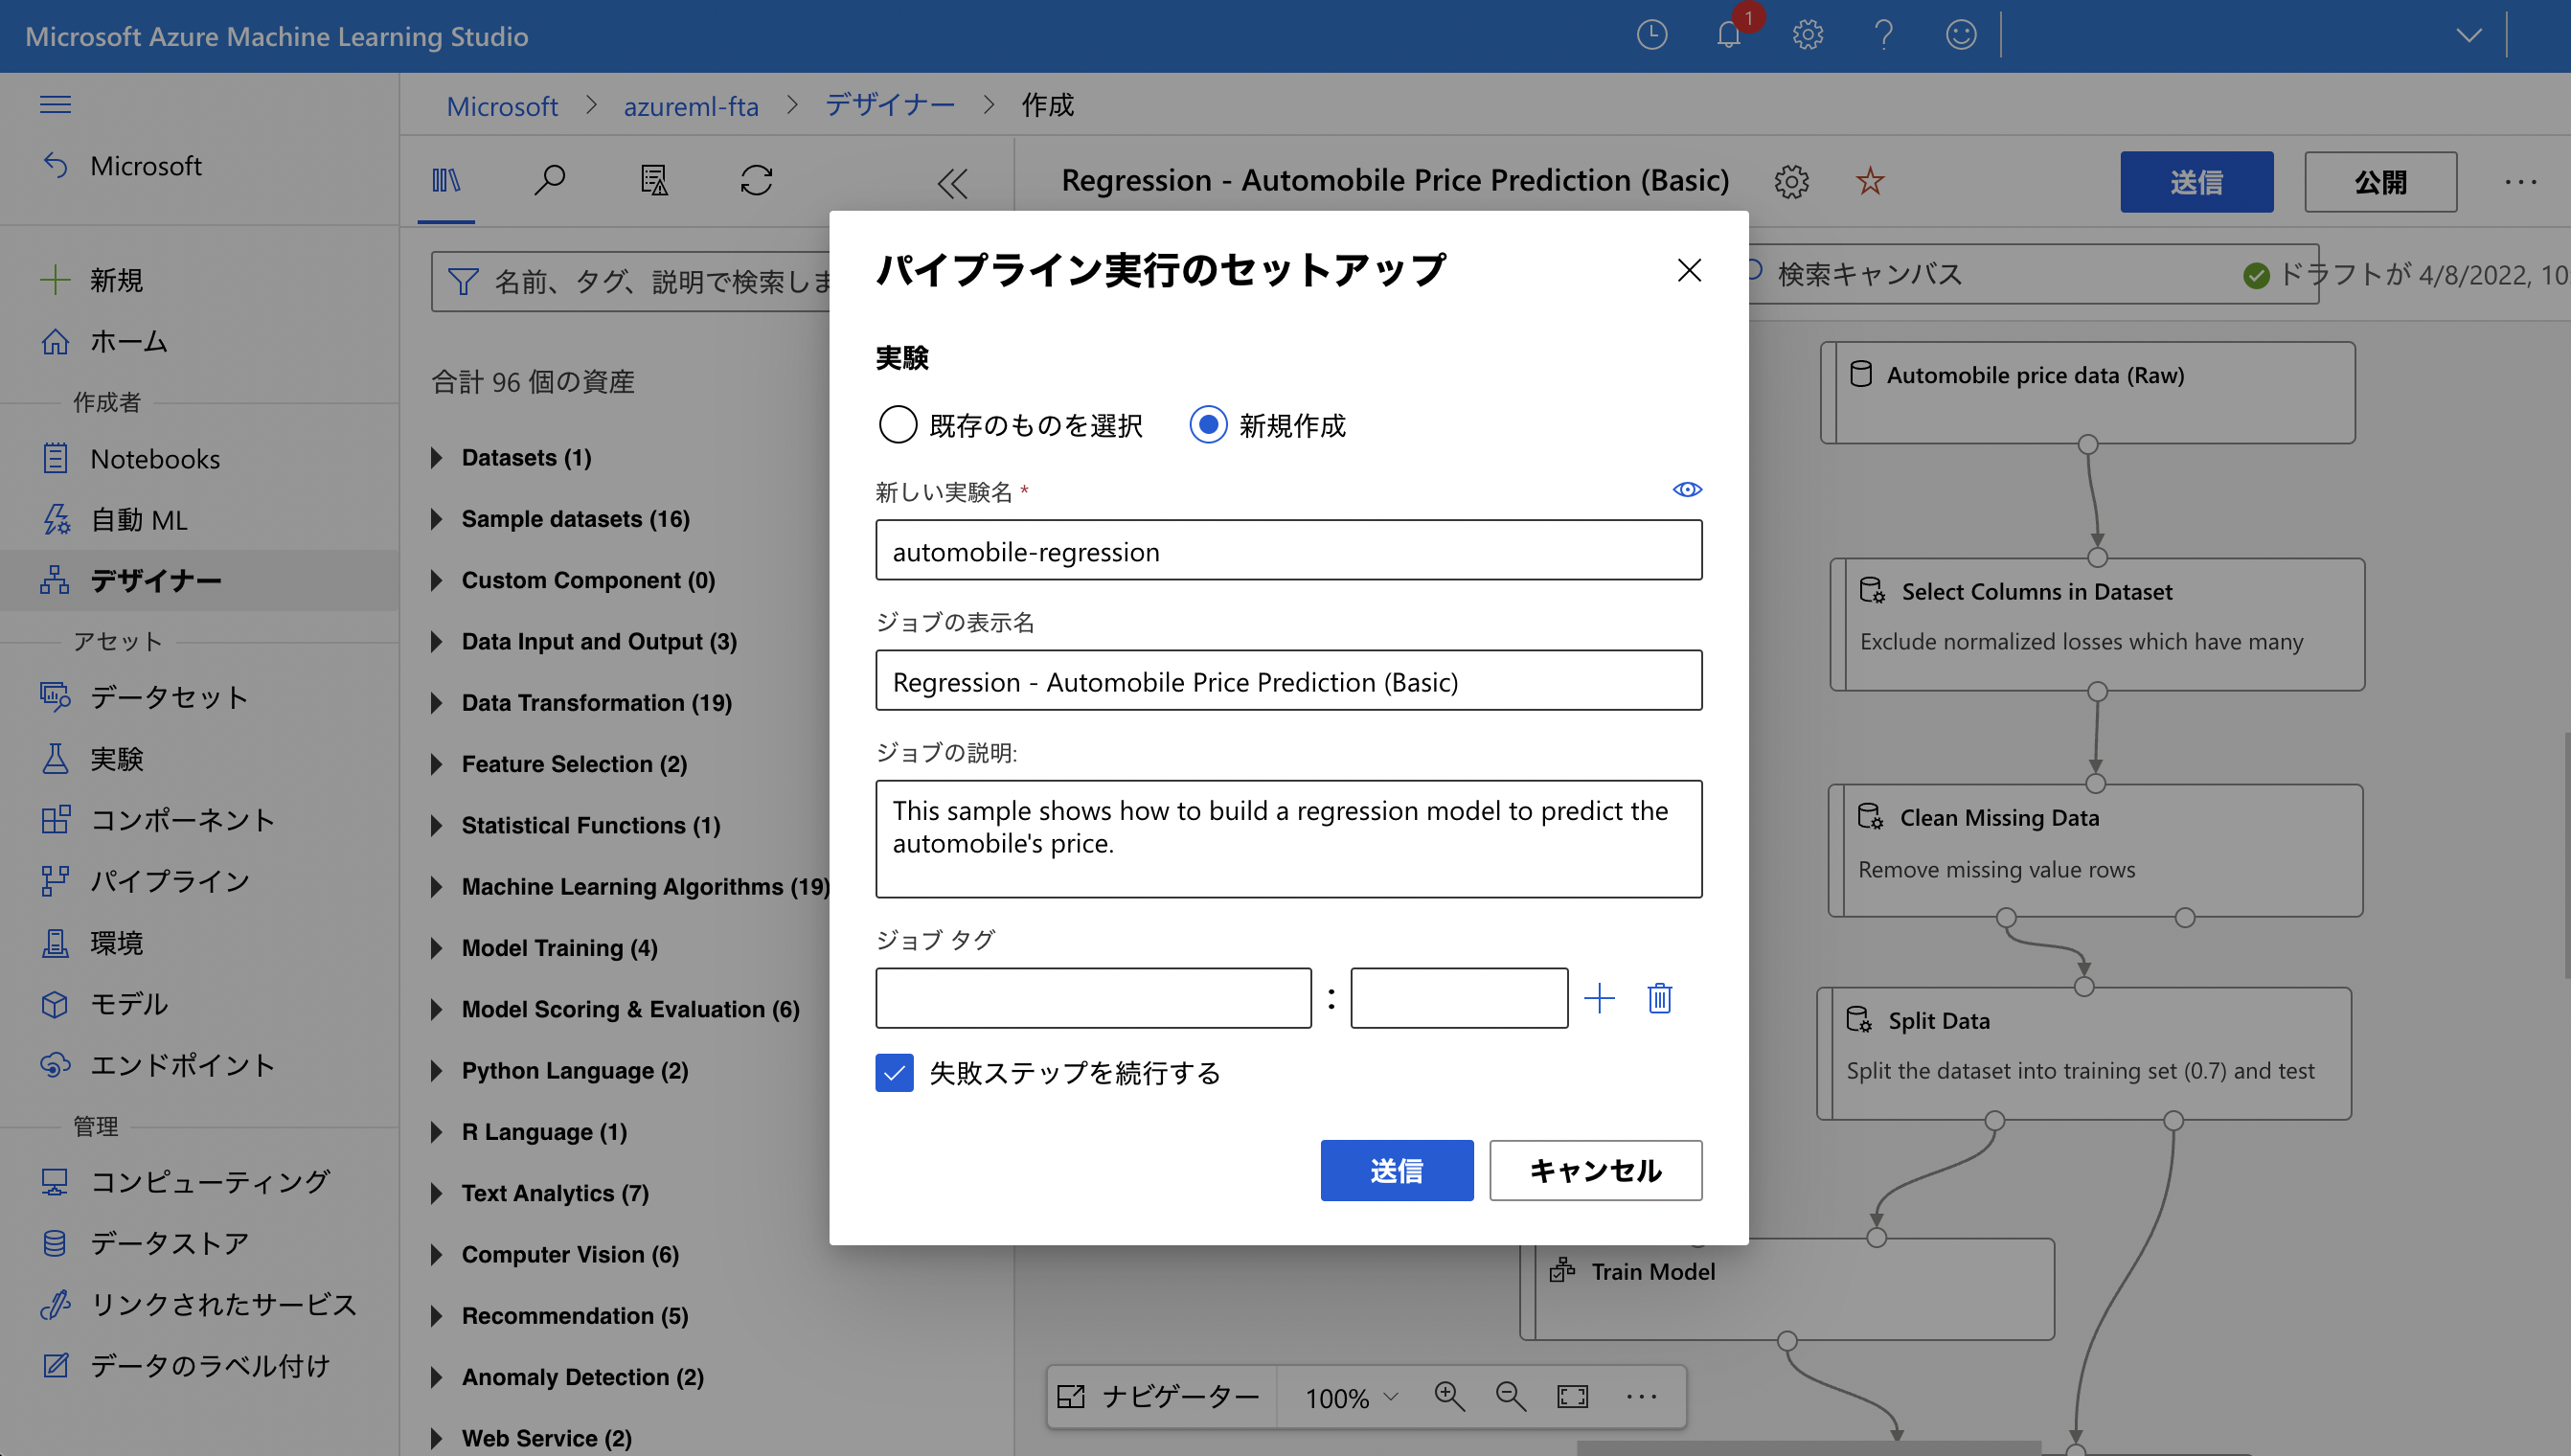 Microsoft Azure Machine Learning Studio
1
Microsoft
新規
ホーム
作成者
Notebooks
自動 ML
デザイナー
アセット
データセット
実験
コンポーネント
パイプライン
環境
モデル
エンドポイント
管理
コンピューティング
データストア
リンクされたサービス
データのラベル付け
Microsoft > azureml-fta > デザイナー > 作成
名前、タグ、説明で検索しま
合計 96 個の資産
Datasets (1)
Sample datasets (16)
Custom Component (0)
Data Input and Output (3)
Data Transformation (19)
Feature Selection (2)
Statistical Functions (1)
Machine Learning Algorithms (19)
Model Training (4)
Model Scoring & Evaluation (6)
Python Language (2)
R Language (1)
Text Analytics (7)
Computer Vision (6)
Recommendation (5)
Anomaly Detection (2)
Web Service (2)
Regression - Automobile Price Prediction (Basic)
送信
公開
検索キャンバス
ドラフトが 4/8/2022, 10
パイプライン実行のセットアップ
実験
既存のものを選択
新規作成
新しい実験名 *
automobile-regression
ジョブの表示名
Regression - Automobile Price Prediction (Basic)
ジョブの説明:
This sample shows how to build a regression model to predict the
automobile's price.
ジョブ タグ
:
失敗ステップを続行する
送信
キャンセル
Automobile price data (Raw)
Select Columns in Dataset
Exclude normalized losses which have many
Clean Missing Data
Remove missing value rows
Split Data
Split the dataset into training set (0.7) and test
Train Model
ナビゲーター
100%